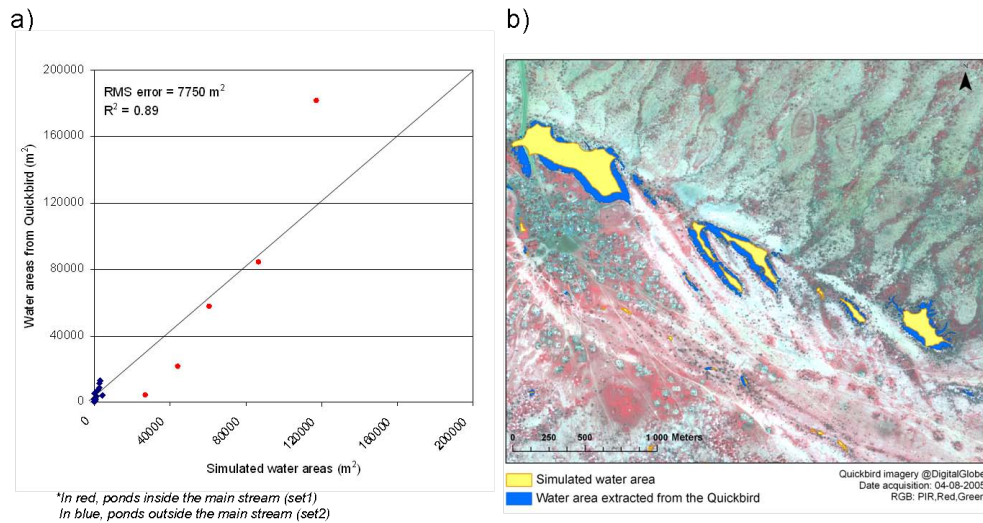 a)
b)
RMS error = 7750 m²
R² = 0.89
Water areas from Quickbird (m²)
200000
160000
120000
80000
40000
0
0
40000
80000
120000
160000
200000
Simulated water areas (m²)
*In red, ponds inside the main stream (set1)
In blue, ponds outside the main stream (set2)
0 250 500 1 000 Meters
Simulated water area
Water area extracted from the Quickbird
Quickbird imagery @DigitalGlobe
Date acquisition: 04-08-2005
RGB: PIR,Red,Green